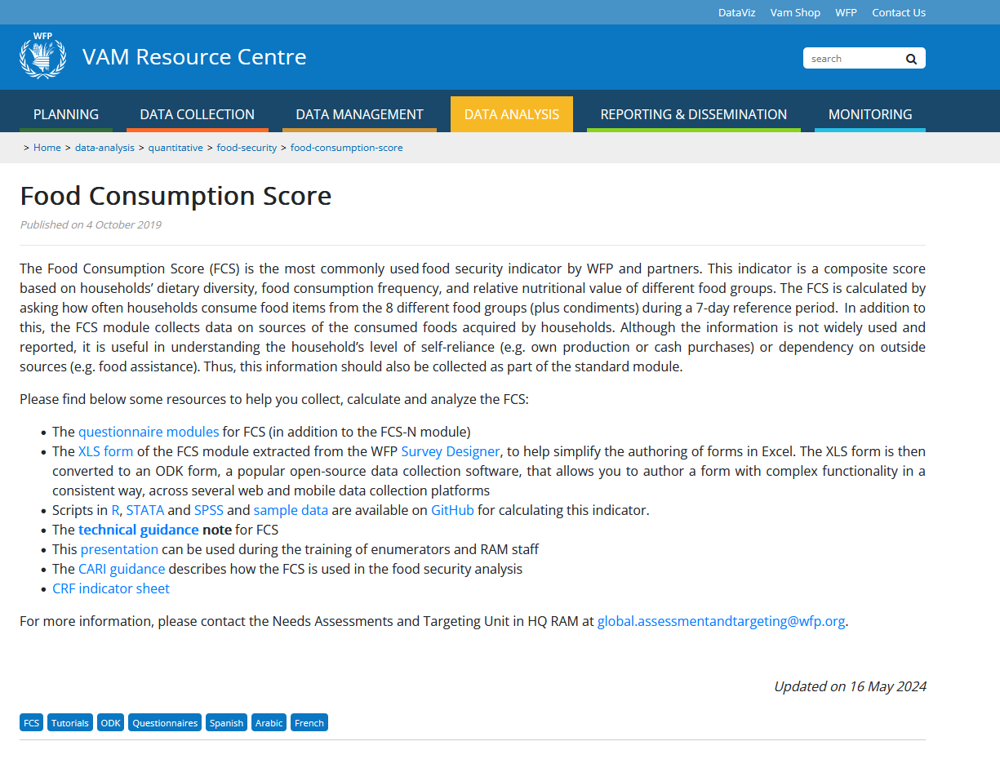 DataViz Vam Shop WFP Contact Us
WFP
VAM Resource Centre
search
PLANNING DATA COLLECTION DATA MANAGEMENT DATA ANALYSIS REPORTING & DISSEMINATION MONITORING
> Home > data-analysis > quantitative > food-security > food-consumption-score
Food Consumption Score
Published on 4 October 2019
The Food Consumption Score (FCS) is the most commonly used food security indicator by WFP and partners. This indicator is a composite score
based on households’ dietary diversity, food consumption frequency, and relative nutritional value of different food groups. The FCS is calculated by
asking how often households consume food items from the 8 different food groups (plus condiments) during a 7-day reference period. In addition to
this, the FCS module collects data on sources of the consumed foods acquired by households. Although the information is not widely used and
reported, it is useful in understanding the household’s level of self-reliance (e.g. own production or cash purchases) or dependency on outside
sources (e.g. food assistance). Thus, this information should also be collected as part of the standard module.
Please find below some resources to help you collect, calculate and analyze the FCS:
• The questionnaire modules for FCS (in addition to the FCS-N module)
• The XLS form of the FCS module extracted from the WFP Survey Designer, to help simplify the authoring of forms in Excel. The XLS form is then
converted to an ODK form, a popular open-source data collection software, that allows you to author a form with complex functionality in a
consistent way, across several web and mobile data collection platforms
• Scripts in R, STATA and SPSS and sample data are available on GitHub for calculating this indicator.
• The technical guidance note for FCS
• This presentation can be used during the training of enumerators and RAM staff
• The CARI guidance describes how the FCS is used in the food security analysis
• CRF indicator sheet
For more information, please contact the Needs Assessments and Targeting Unit in HQ RAM at global.assessmentandtargeting@wfp.org.
Updated on 16 May 2024
FCS Tutorials ODK Questionnaires Spanish Arabic French